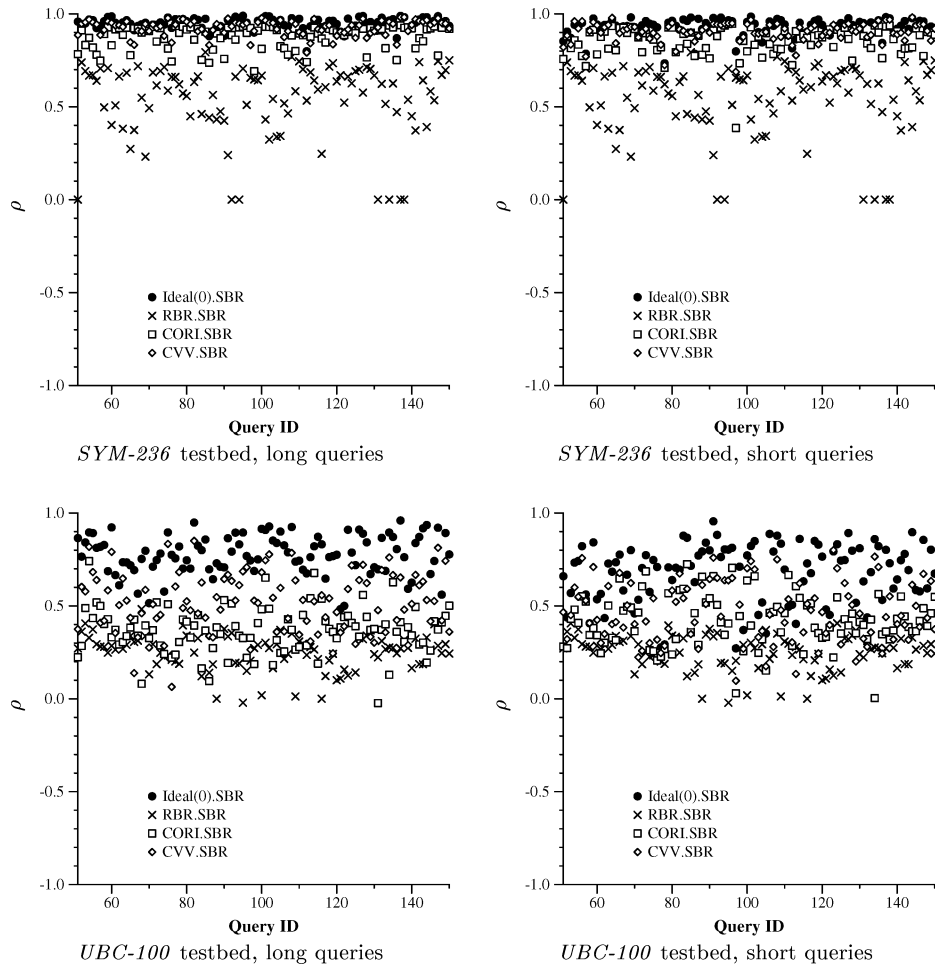 1.0
0.5
0.0
-0.5
-1.0
ρ
Ideal(0).SBR
RBR.SBR
CORI.SBR
CVV.SBR
60 80 100 120 140
Query ID
SYM-236 testbed, long queries
1.0
0.5
0.0
-0.5
-1.0
ρ
Ideal(0).SBR
RBR.SBR
CORI.SBR
CVV.SBR
60 80 100 120 140
Query ID
SYM-236 testbed, short queries
1.0
0.5
0.0
-0.5
-1.0
ρ
Ideal(0).SBR
RBR.SBR
CORI.SBR
CVV.SBR
60 80 100 120 140
Query ID
UBC-100 testbed, long queries
1.0
0.5
0.0
-0.5
-1.0
ρ
Ideal(0).SBR
RBR.SBR
CORI.SBR
CVV.SBR
60 80 100 120 140
Query ID
UBC-100 testbed, short queries